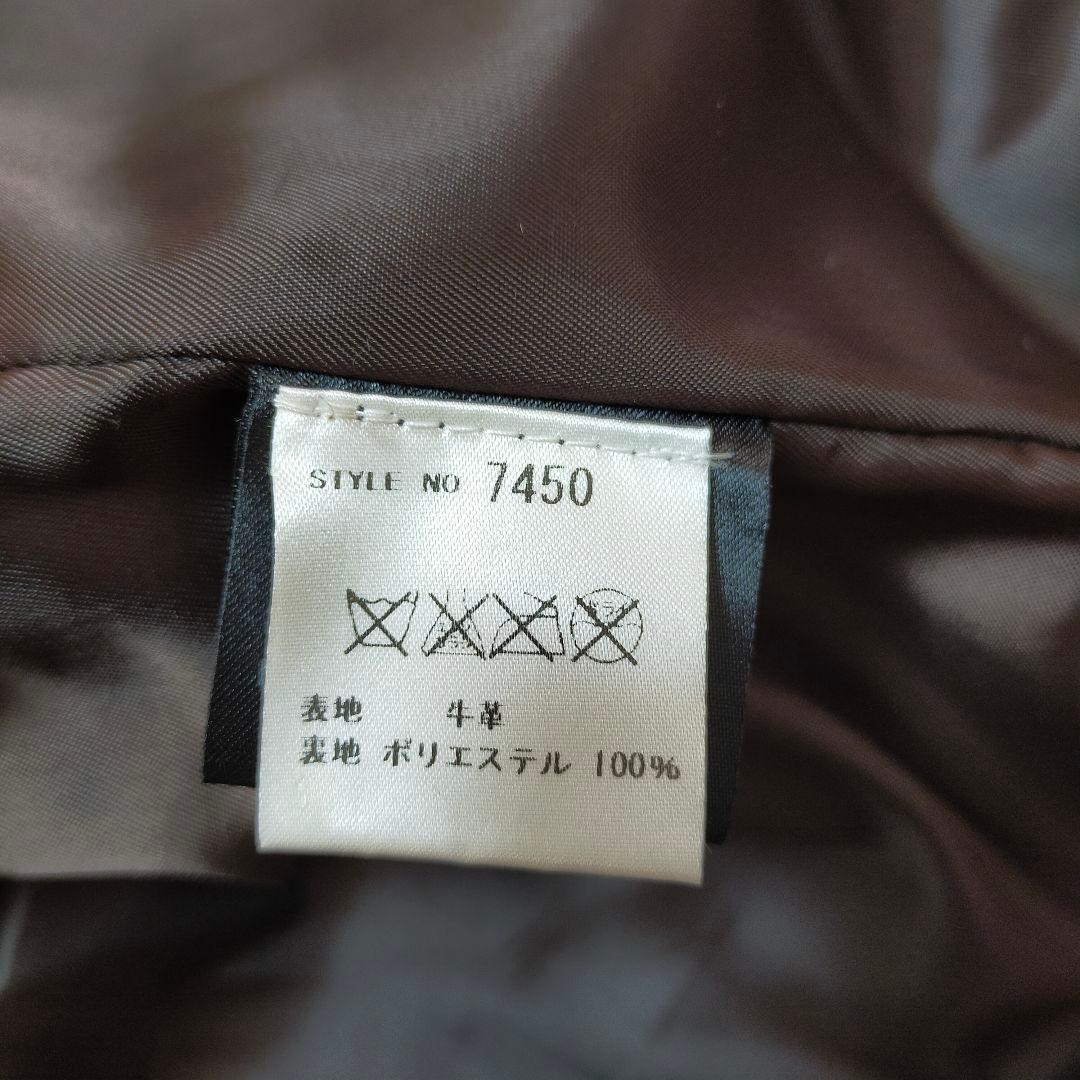 STYLE NO 7450
表地 牛革
裏地 ポリエステル 100%